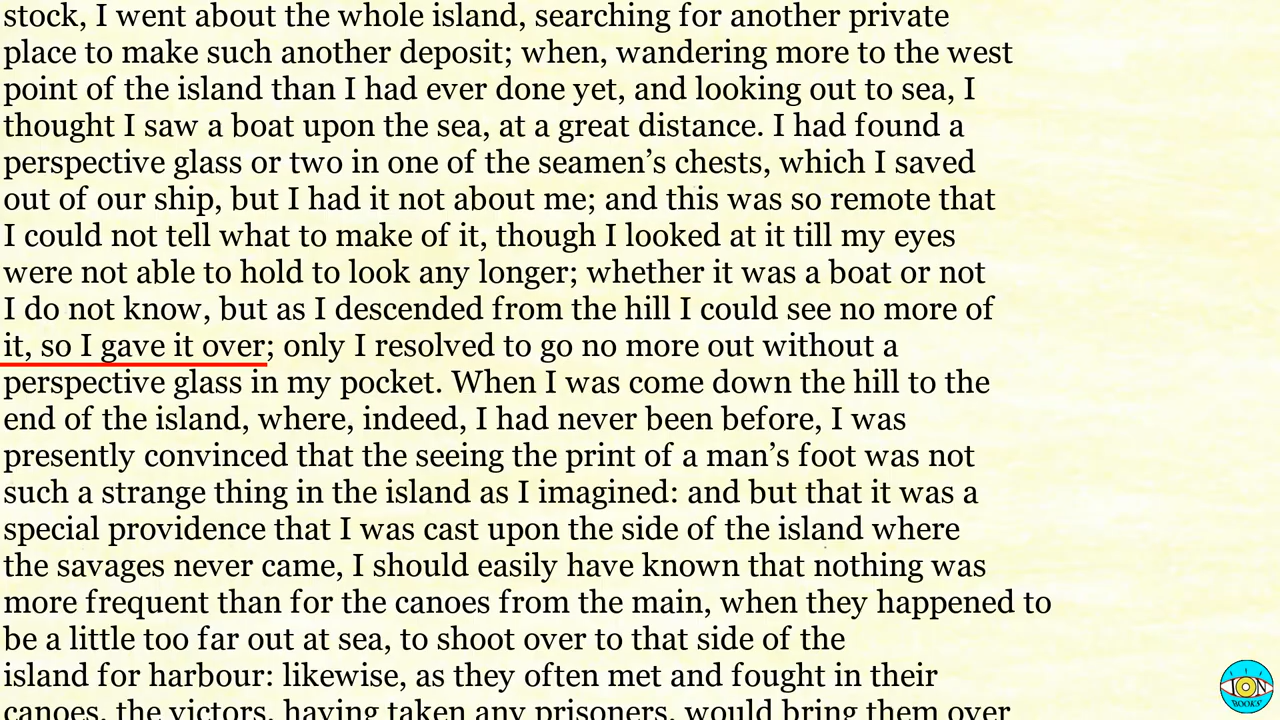 stock, I went about the whole island, searching for another private
place to make such another deposit; when, wandering more to the west
point of the island than I had ever done yet, and looking out to sea, I
thought I saw a boat upon the sea, at a great distance. I had found a
perspective glass or two in one of the seamen’s chests, which I saved
out of our ship, but I had it not about me; and this was so remote that
I could not tell what to make of it, though I looked at it till my eyes
were not able to hold to look any longer; whether it was a boat or not
I do not know, but as I descended from the hill I could see no more of
it, so I gave it over; only I resolved to go no more out without a
perspective glass in my pocket. When I was come down the hill to the
end of the island, where, indeed, I had never been before, I was
presently convinced that the seeing the print of a man’s foot was not
such a strange thing in the island as I imagined: and but that it was a
special providence that I was cast upon the side of the island where
the savages never came, I should easily have known that nothing was
more frequent than for the canoes from the main, when they happened to
be a little too far out at sea, to shoot over to that side of the
island for harbour: likewise, as they often met and fought in their
canoes, the victors, having taken any prisoners, would bring them over
ION
BOOKS